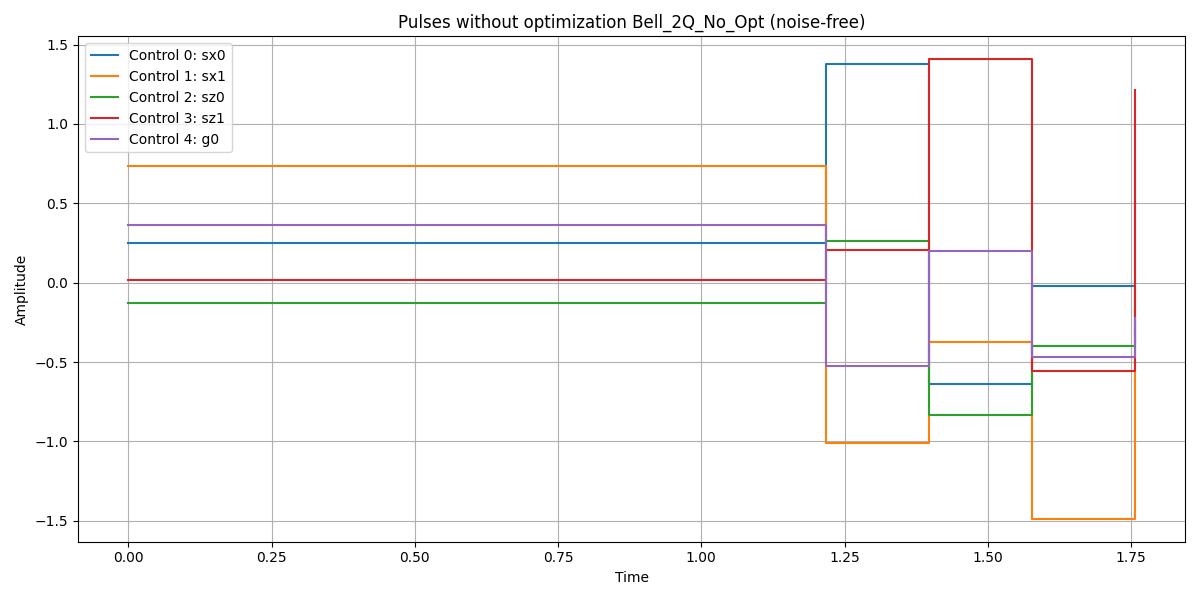 Pulses without optimization Bell_2Q_No_Opt (noise-free)
Control 0: sx0
Control 1: sx1
Control 2: sz0
Control 3: sz1
Control 4: g0
1.5
1.0
0.5
0.0
−0.5
−1.0
−1.5
Amplitude
0.00 0.25 0.50 0.75 1.00 1.25 1.50 1.75
Time